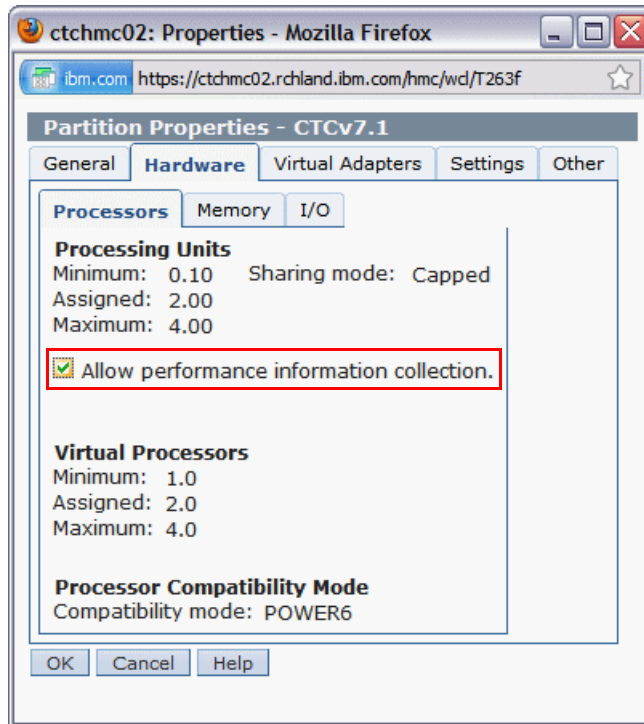 ctchmc02: Properties - Mozilla Firefox
ibm.com https://ctchmc02.rchland.ibm.com/hmc/wcl/T263f
Partition Properties - CTCv7.1
General Hardware Virtual Adapters Settings Other
Processors Memory I/O
Processing Units
Minimum: 0.10 Sharing mode: Capped
Assigned: 2.00
Maximum: 4.00
Allow performance information collection.
Virtual Processors
Minimum: 1.0
Assigned: 2.0
Maximum: 4.0
Processor Compatibility Mode
Compatibility mode: POWER6
OK Cancel Help